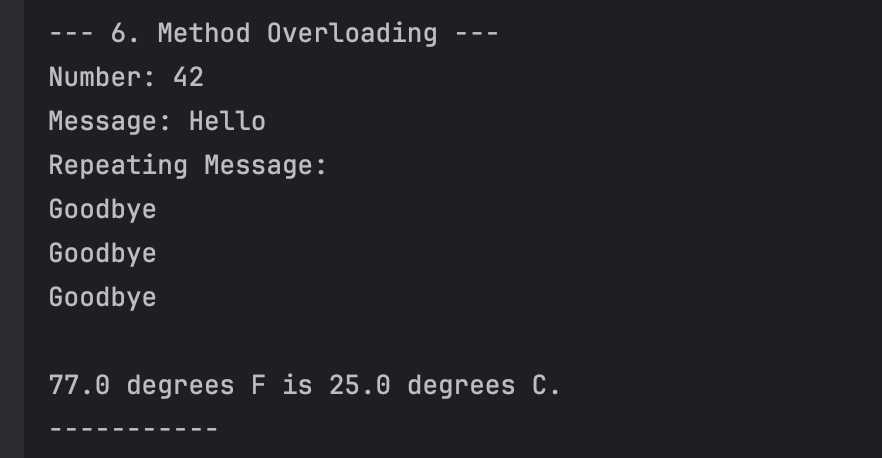 --- 6. Method Overloading ---
Number: 42
Message: Hello
Repeating Message:
Goodbye
Goodbye
Goodbye
77.0 degrees F is 25.0 degrees C.
-----------